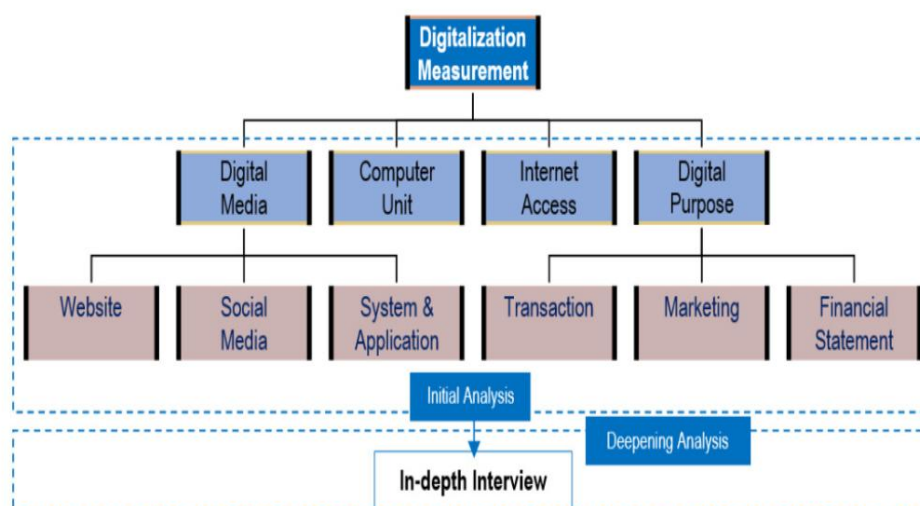 Digitalization
Measurement
Digital
Media
Computer
Unit
Internet
Access
Digital
Purpose
Website
Social
Media
System &
Application
Transaction
Marketing
Financial
Statement
Initial Analysis
Deepening Analysis
In-depth Interview